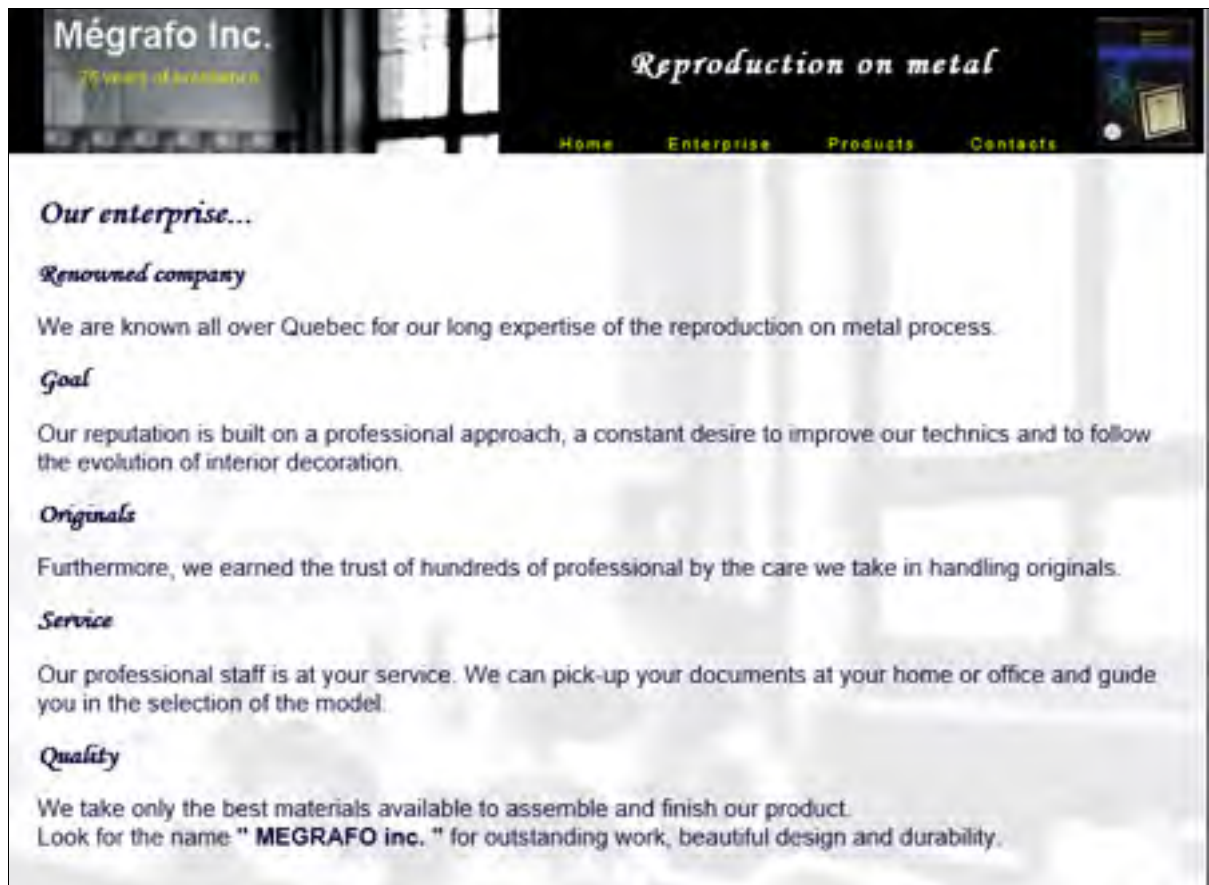 Mégrafo Inc.
75 years of excellence
Reproduction on metal
Home Enterprise Products Contacts
Our enterprise...
Renowned company
We are known all over Quebec for our long expertise of the reproduction on metal process.
Goal
Our reputation is built on a professional approach, a constant desire to improve our technics and to follow
the evolution of interior decoration.
Originals
Furthermore, we earned the trust of hundreds of professional by the care we take in handling originals.
Service
Our professional staff is at your service. We can pick-up your documents at your home or office and guide
you in the selection of the model.
Quality
We take only the best materials available to assemble and finish our product.
Look for the name " MEGRAFO inc. " for outstanding work, beautiful design and durability.